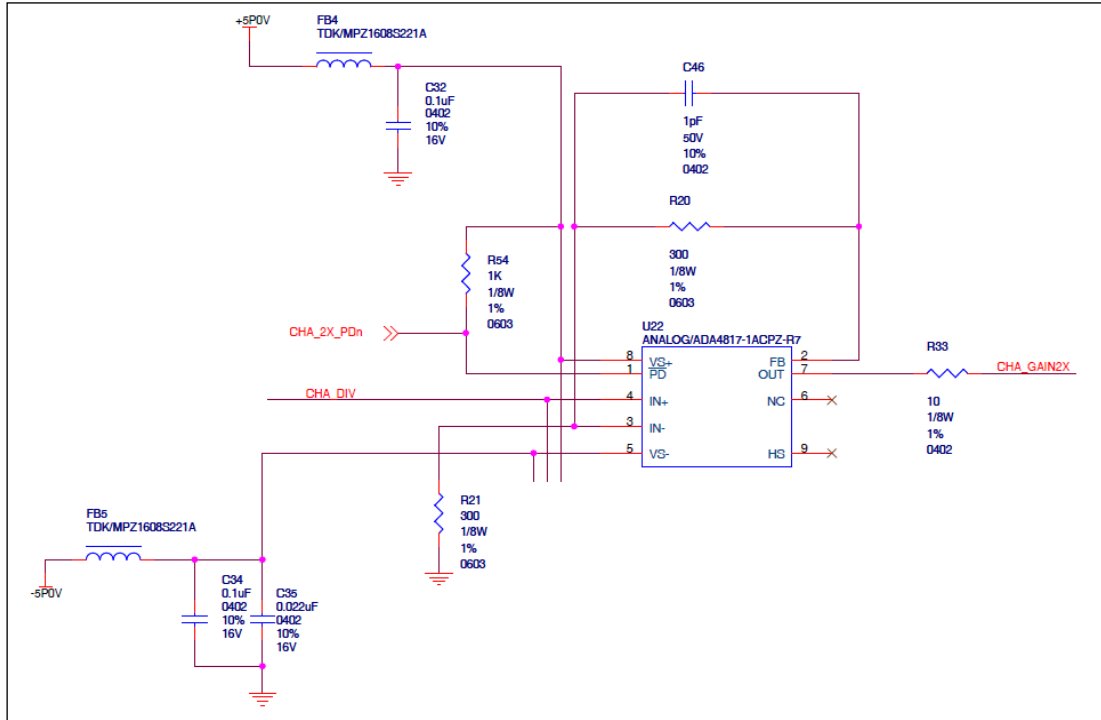 +5P0V
FB4
TDK/MPZ1608S221A
C32
0.1uF
0402
10%
16V
C46
1pF
50V
10%
0402
R20
300
1/8W
1%
0603
R54
1K
1/8W
1%
0603
CHA_2X_PDn
U22
ANALOG/ADA4817-1ACPZ-R7
8 VS+ FB 2
1 PD OUT 7
4 IN+ NC 6
3 IN-
5 VS- HS 9
CHA_DIV
R33
CHA_GAIN2X
10
1/8W
1%
0402
R21
300
1/8W
1%
0603
FB5
TDK/MPZ1608S221A
-5P0V
C34
0.1uF
0402
10%
16V
C35
0.022uF
0402
10%
16V